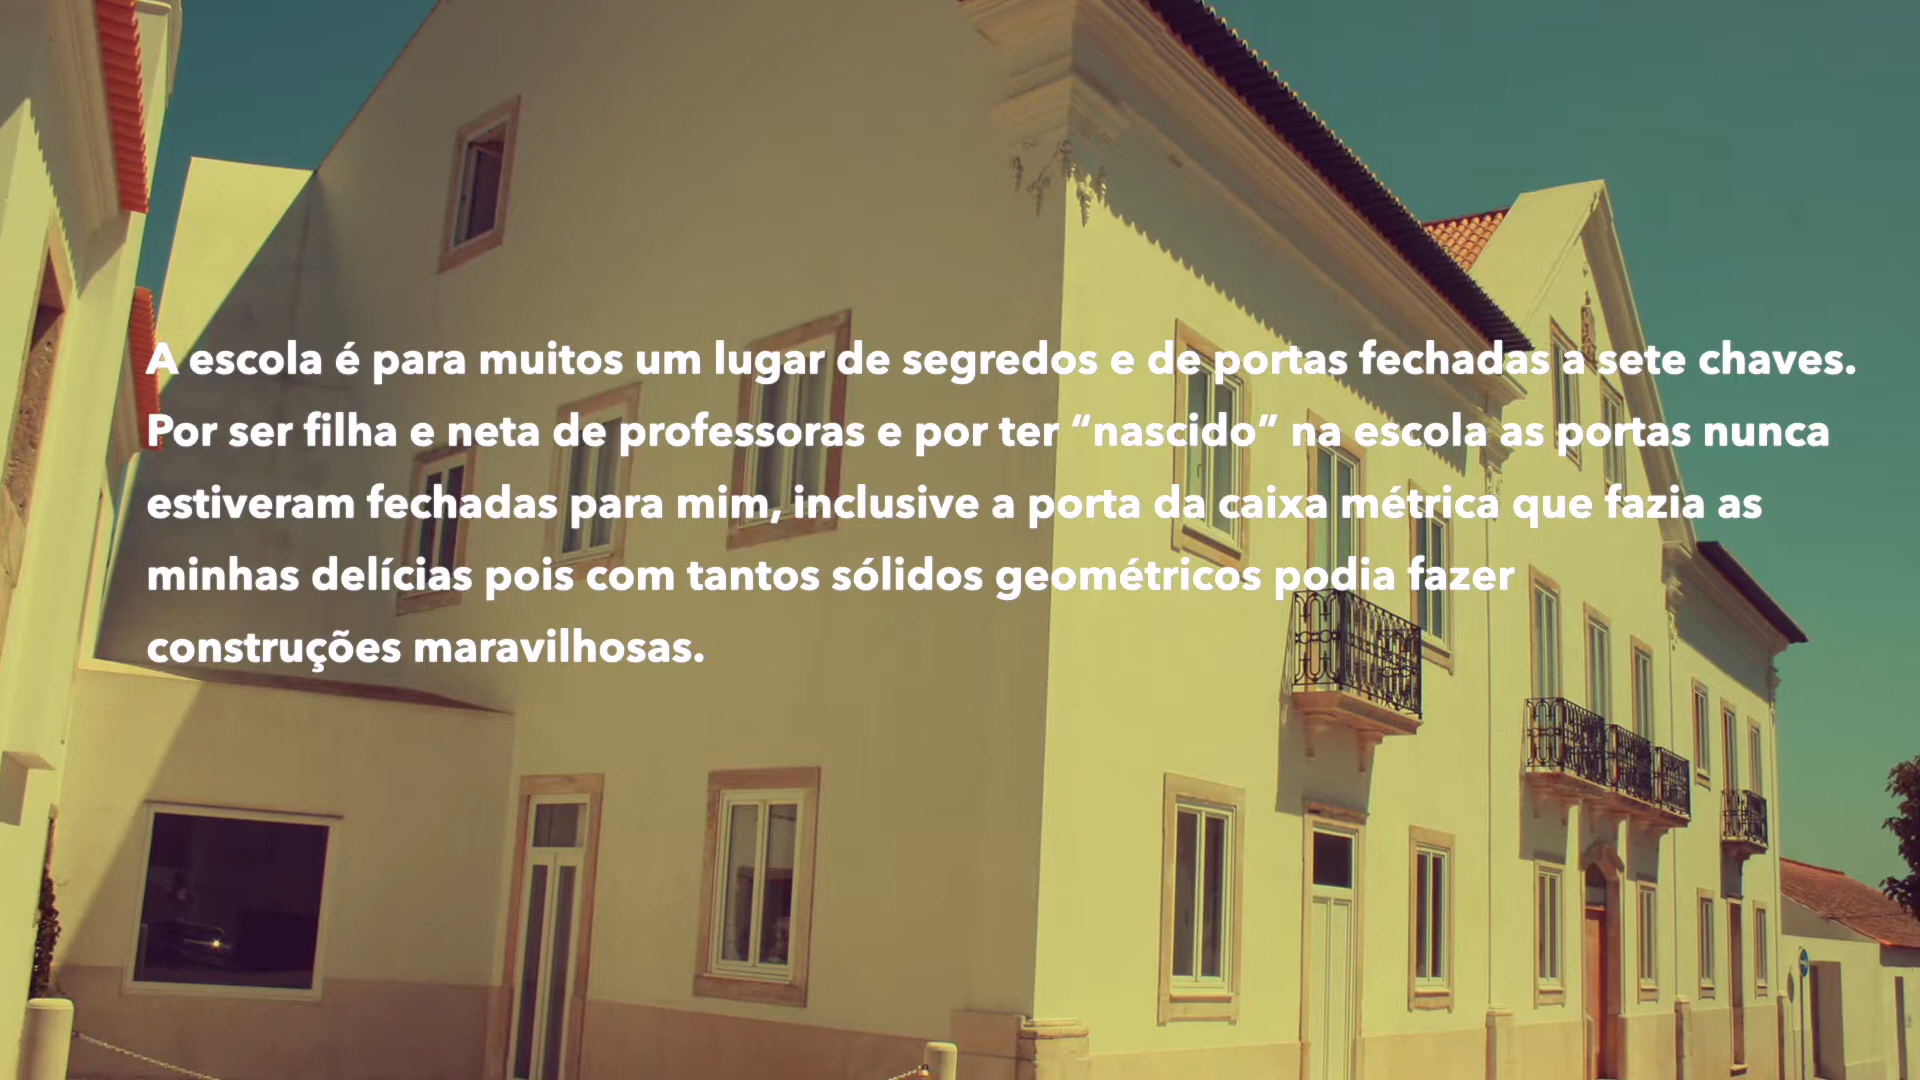 A escola é para muitos um lugar de segredos e de portas fechadas a sete chaves.
Por ser filha e neta de professoras e por ter “nascido” na escola as portas nunca
estiveram fechadas para mim, inclusive a porta da caixa métrica que fazia as
minhas delícias pois com tantos sólidos geométricos podia fazer
construções maravilhosas.